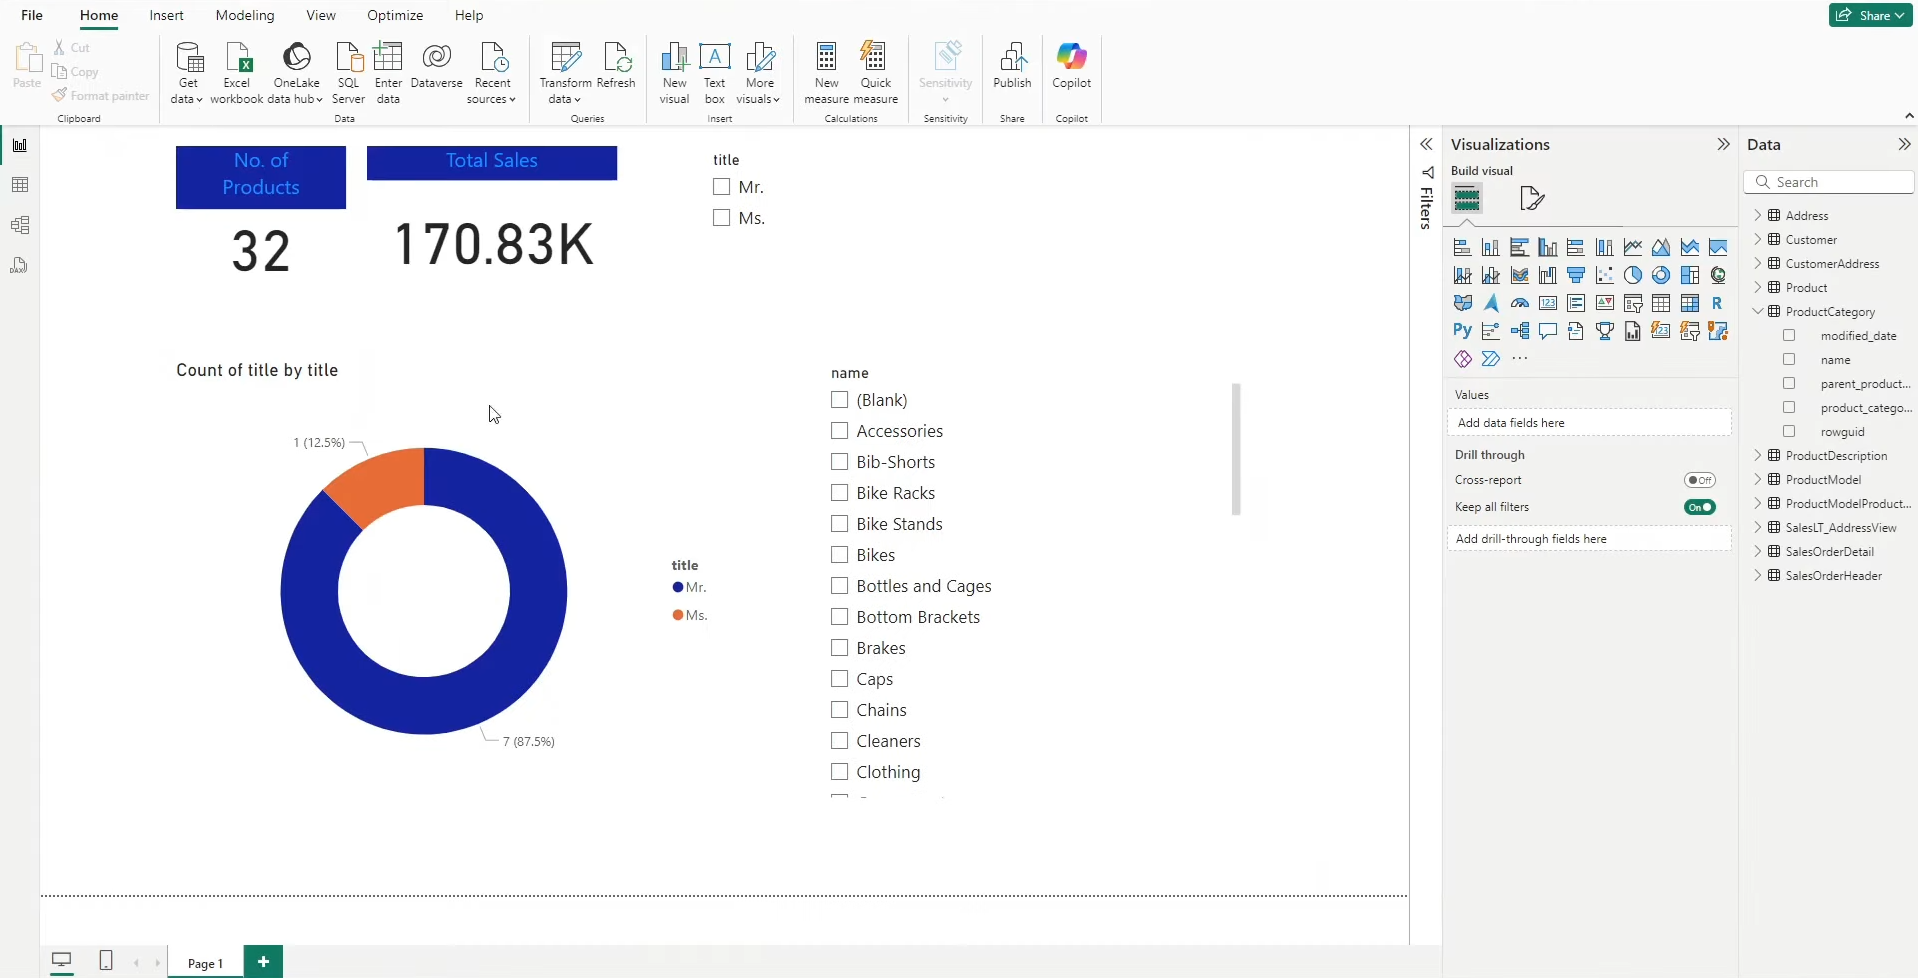 File Home Insert Modeling View Optimize Help
Share
Paste
Cut
Copy
Format painter
Clipboard
Get data
Excel workbook
OneLake data hub
SQL Server
Enter data
Dataverse
Recent sources
Data
Transform data
Refresh
Queries
New visual
Text box
More visuals
Insert
New measure
Quick measure
Calculations
Sensitivity
Sensitivity
Publish
Share
Copilot
Copilot
No. of
Products
32
Total Sales
170.83K
title
Mr.
Ms.
Count of title by title
1 (12.5%)
7 (87.5%)
title
Mr.
Ms.
name
(Blank)
Accessories
Bib-Shorts
Bike Racks
Bike Stands
Bikes
Bottles and Cages
Bottom Brackets
Brakes
Caps
Chains
Cleaners
Clothing
Filters
Visualizations
Build visual
123
R
Py
123
...
Values
Add data fields here
Drill through
Cross-report
Off
Keep all filters
On
Add drill-through fields here
Data
Search
Address
Customer
CustomerAddress
Product
ProductCategory
modified_date
name
parent_product...
product_catego...
rowguid
ProductDescription
ProductModel
ProductModelProduct...
SalesLT_AddressView
SalesOrderDetail
SalesOrderHeader
DAX
Page 1
+